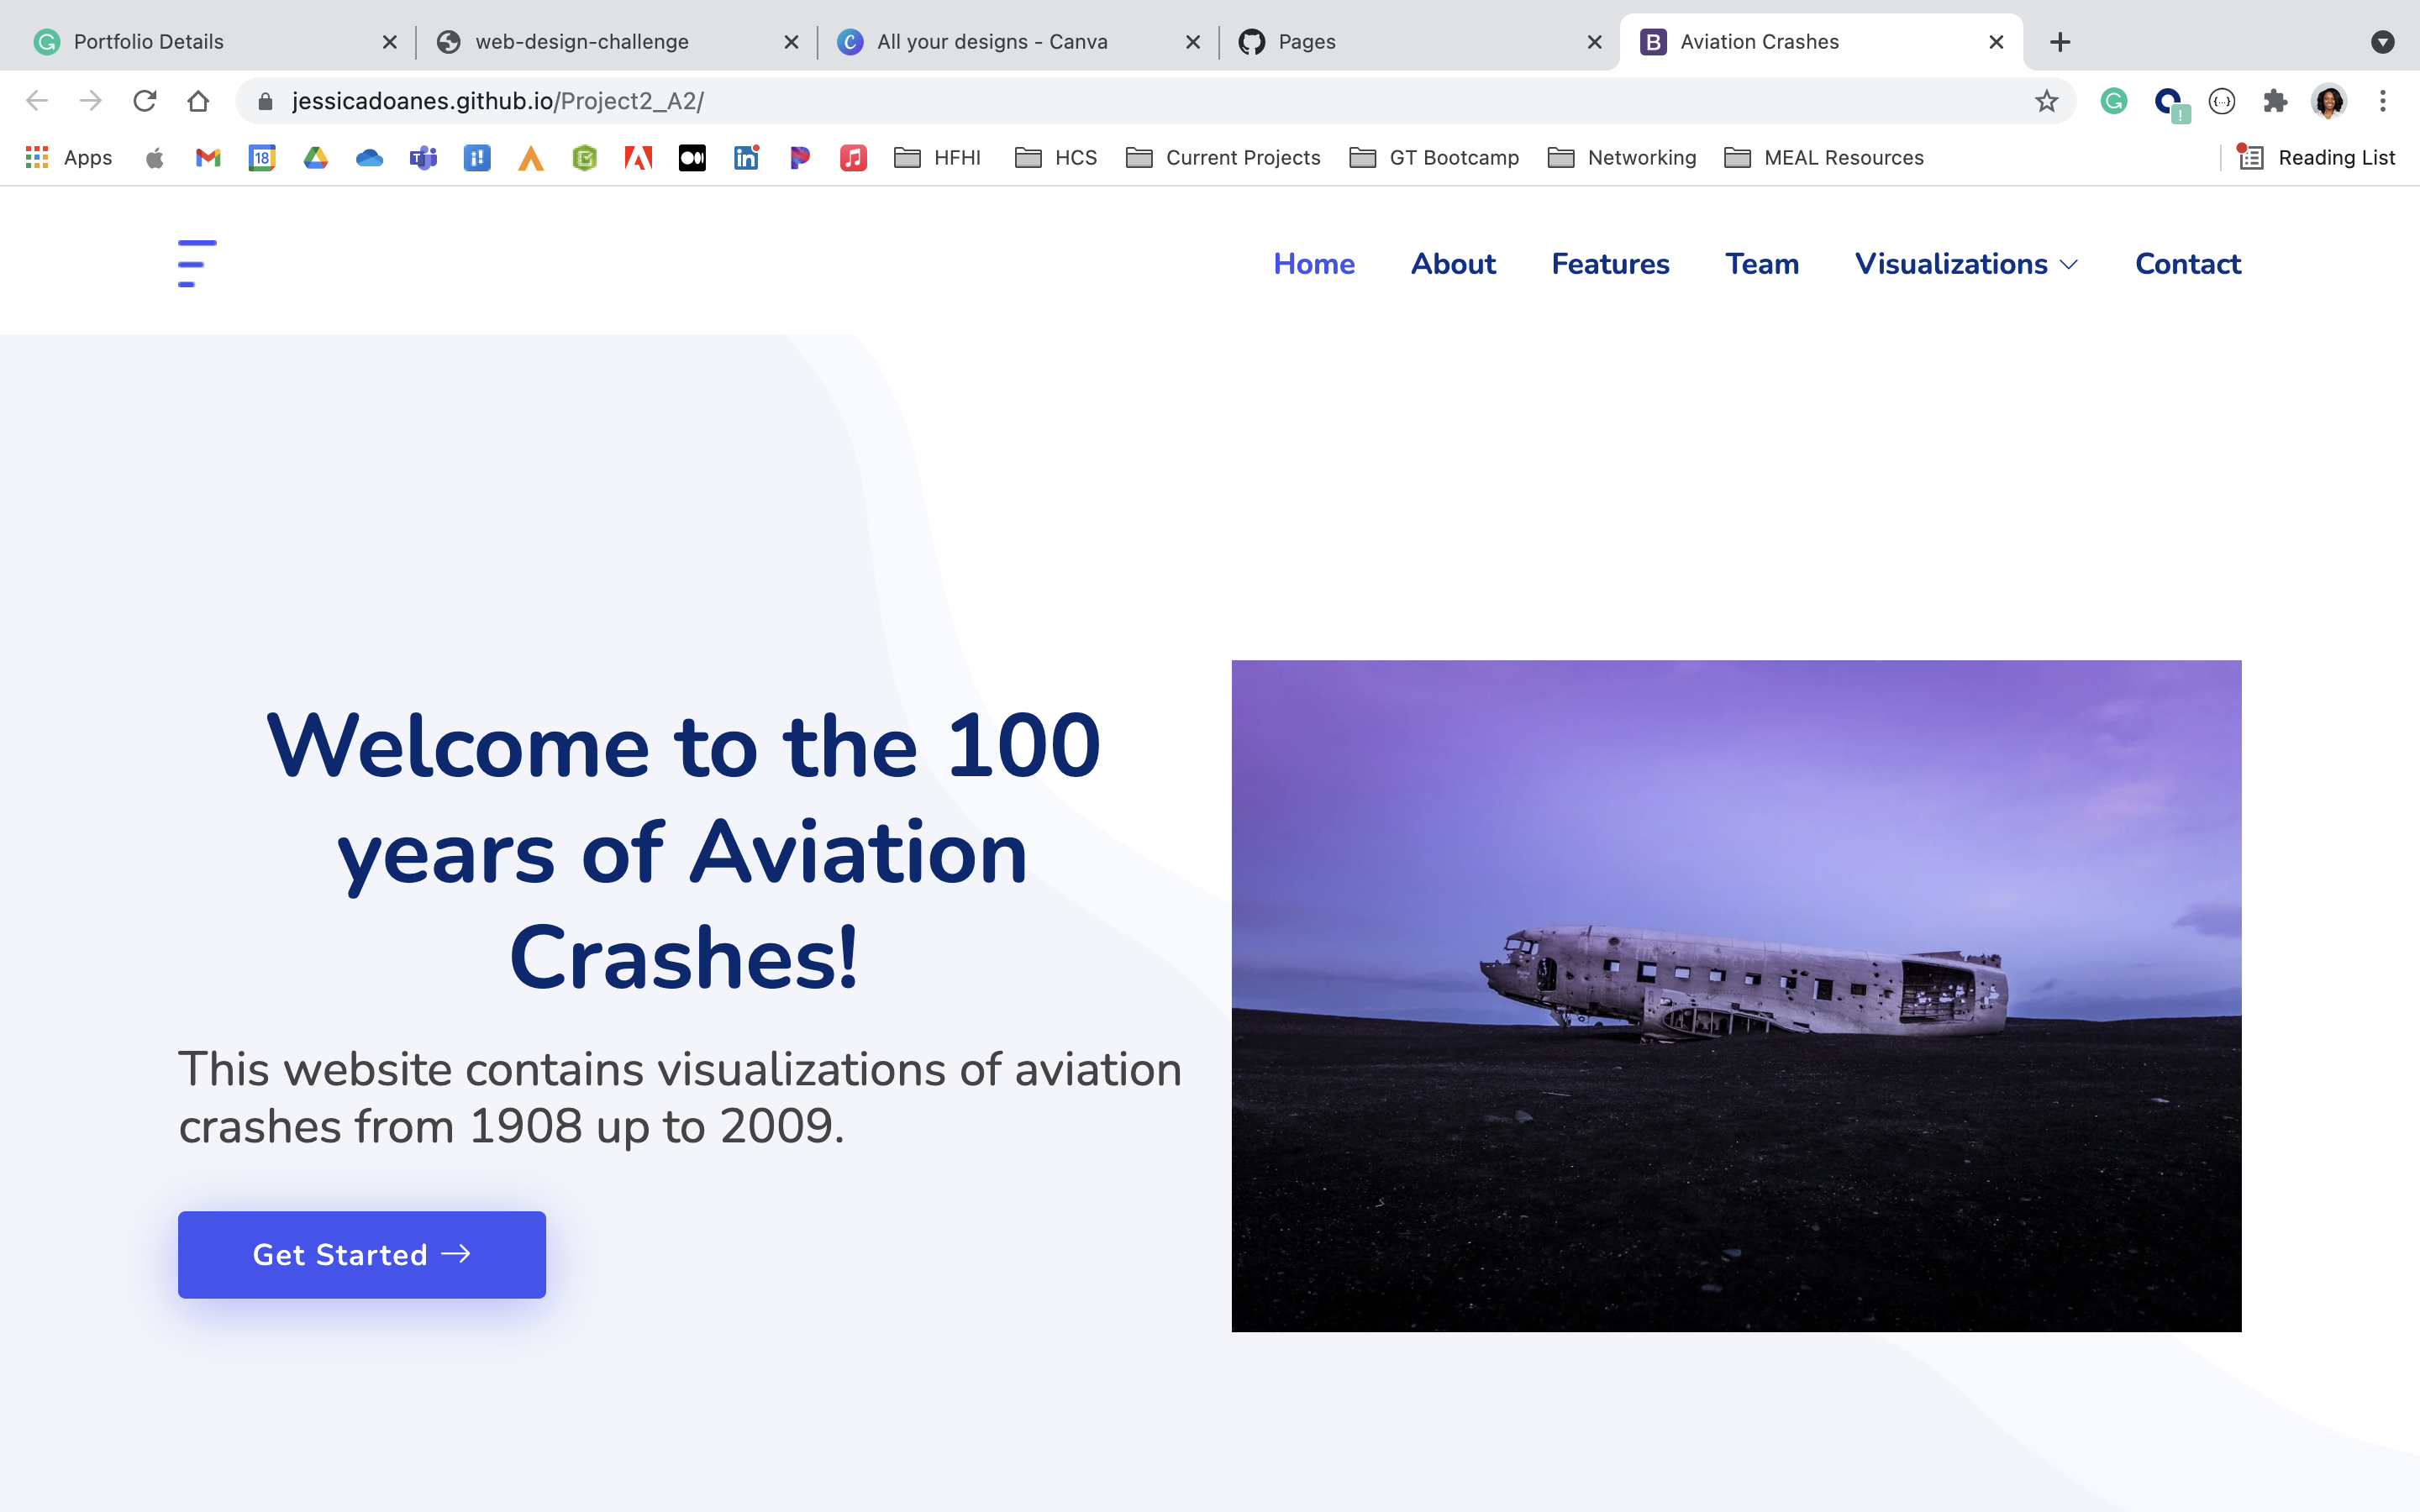 Portfolio Details
web-design-challenge
All your designs - Canva
Pages
B Aviation Crashes
jessicadoanes.github.io/Project2_A2/
Apps
18
HFHI
HCS
Current Projects
GT Bootcamp
Networking
MEAL Resources
Reading List
Home About Features Team Visualizations Contact
Welcome to the 100
years of Aviation
Crashes!
This website contains visualizations of aviation
crashes from 1908 up to 2009.
Get Started →